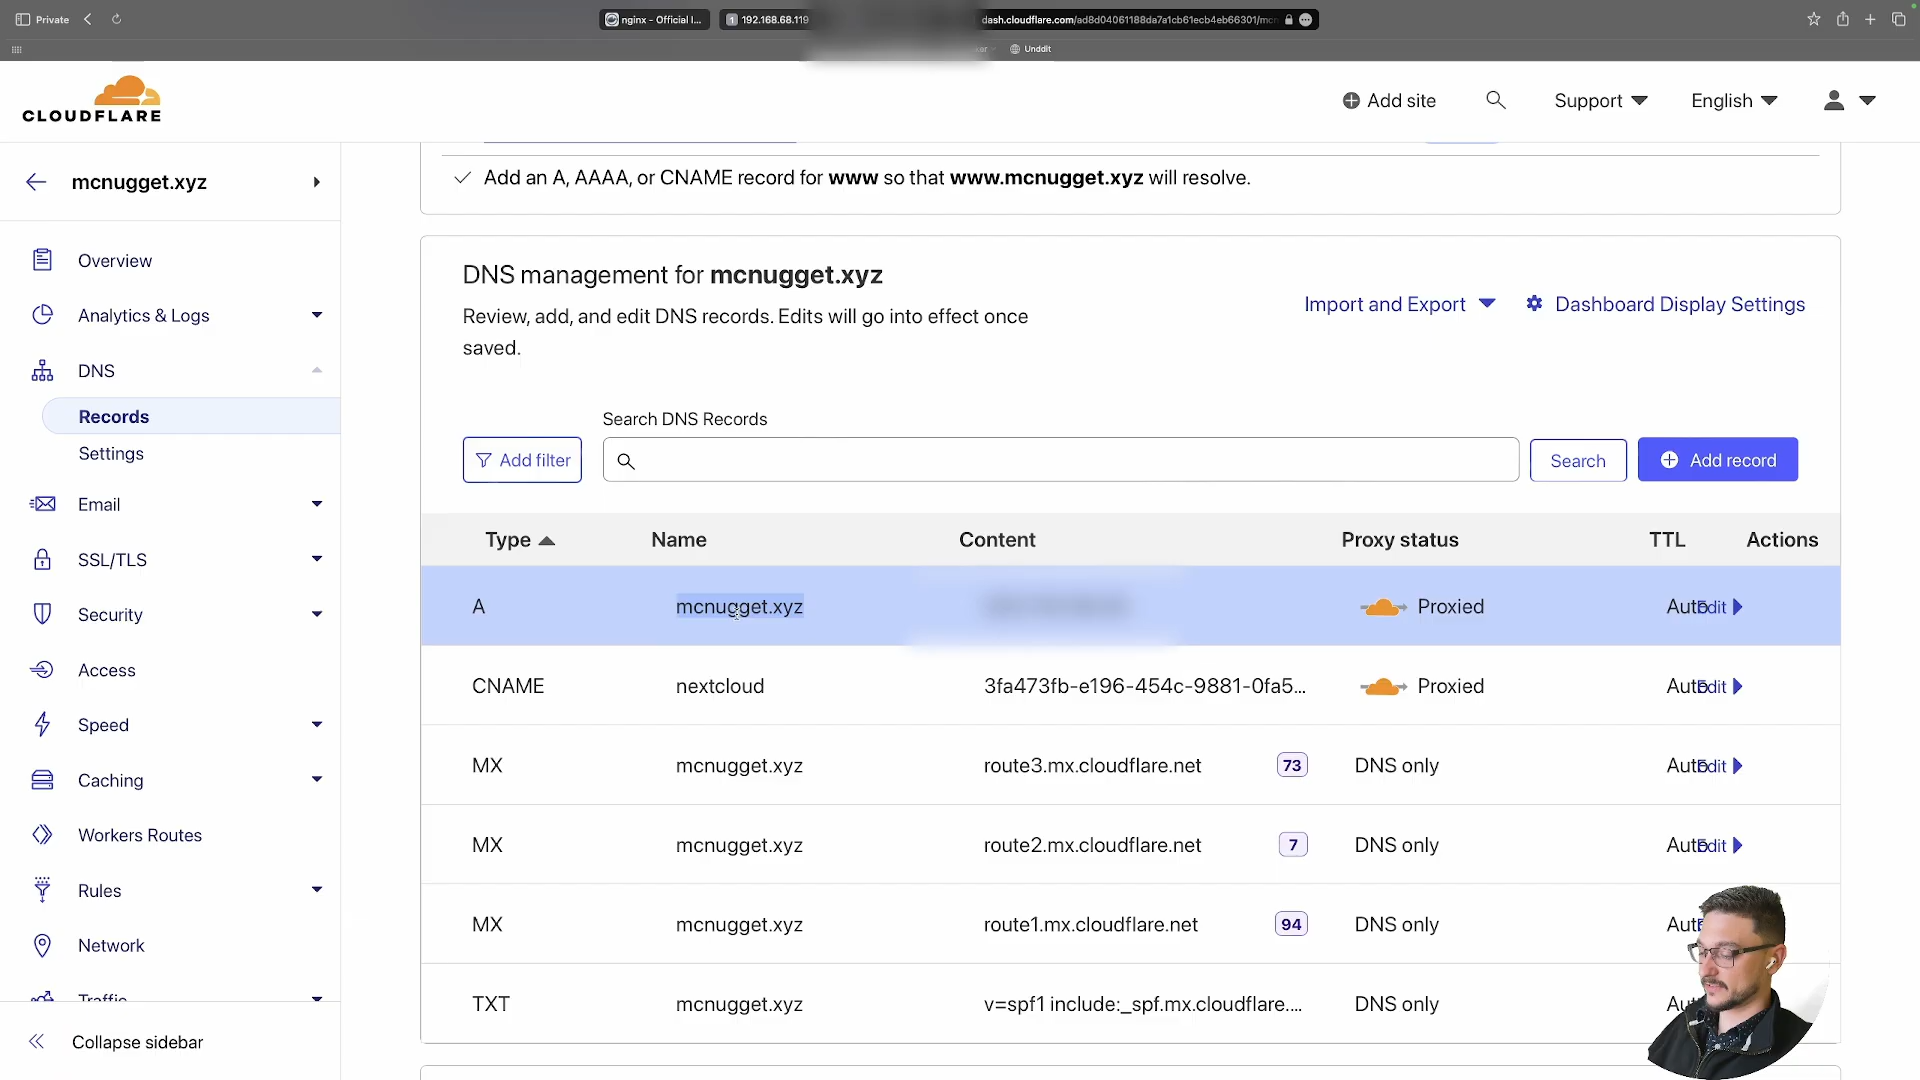 Private
nginx - Official I...
1 192.168.68.119
dash.cloudflare.com/ad8d04061188da7a1cb61ecb4eb66301/mcn
Unddit
CLOUDFLARE
Add site
Support
English
mcnugget.xyz
Overview
Analytics & Logs
DNS
Records
Settings
Email
SSL/TLS
Security
Access
Speed
Caching
Workers Routes
Rules
Network
Traffic
Collapse sidebar
Add an A, AAAA, or CNAME record for www so that www.mcnugget.xyz will resolve.
DNS management for mcnugget.xyz
Review, add, and edit DNS records. Edits will go into effect once
saved.
Import and Export
Dashboard Display Settings
Search DNS Records
Add filter
Search
Add record
Type Name Content Proxy status TTL Actions
A mcnugget.xyz Proxied Auto Edit
CNAME nextcloud 3fa473fb-e196-454c-9881-0fa5... Proxied Auto Edit
MX mcnugget.xyz route3.mx.cloudflare.net 73 DNS only Auto Edit
MX mcnugget.xyz route2.mx.cloudflare.net 7 DNS only Auto Edit
MX mcnugget.xyz route1.mx.cloudflare.net 94 DNS only
TXT mcnugget.xyz v=spf1 include:_spf.mx.cloudflare.... DNS only